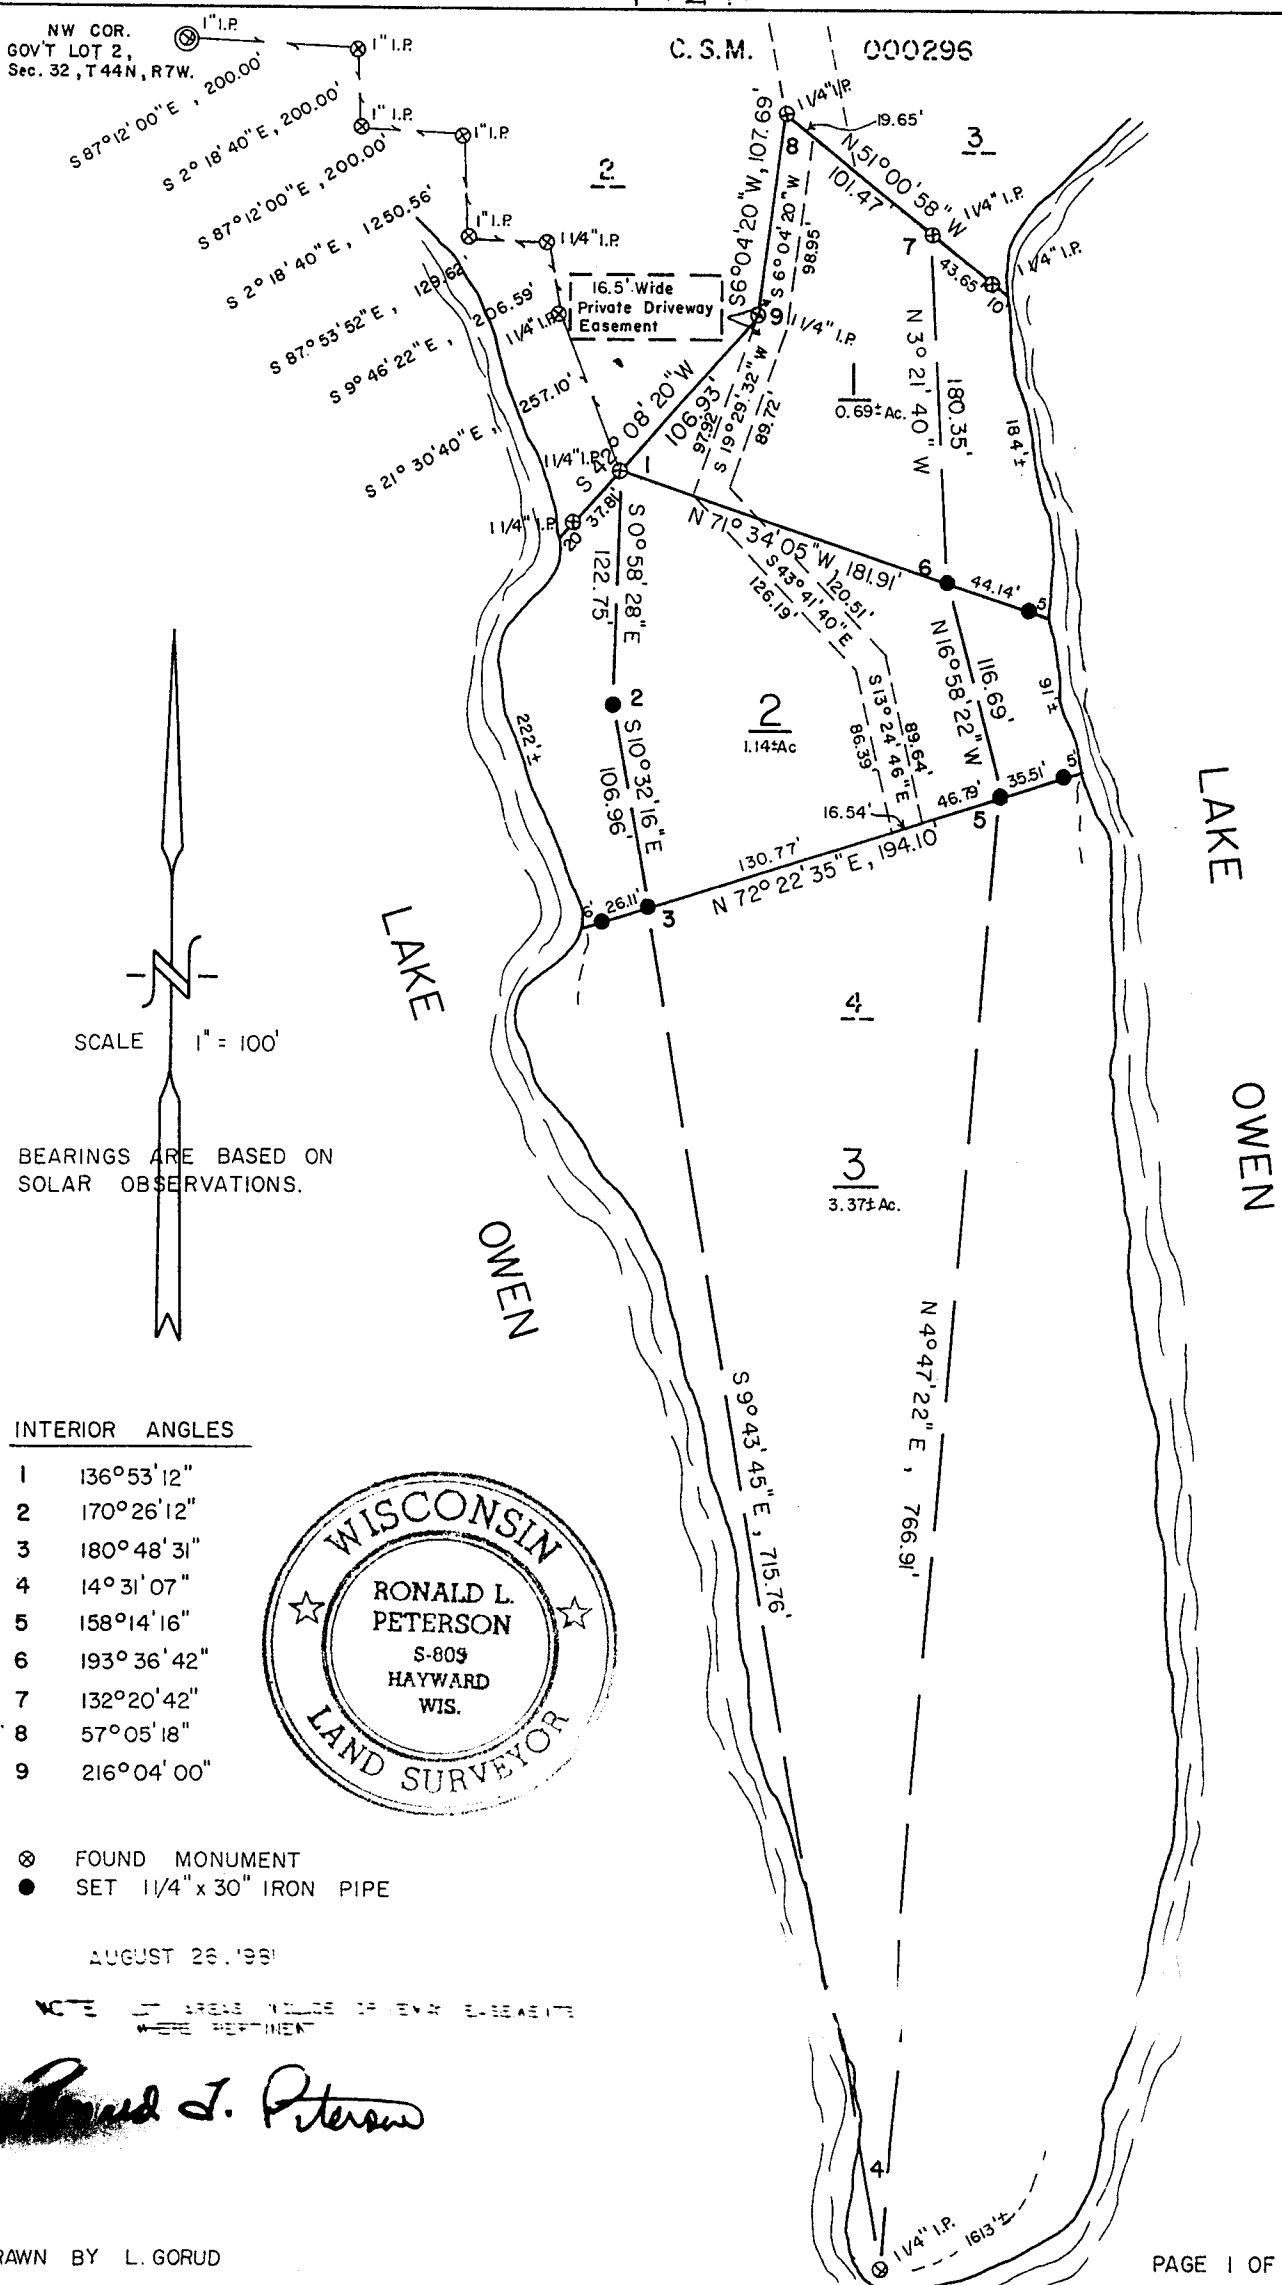 NW COR.
GOV'T LOT 2,
Sec. 32, T44N, R7W.
1" I.P.
1" I.P.
1" I.P.
1" I.P.
1" I.P.
1 1/4" I.P.
1 1/4" I.P.
1 1/4" I.P.
1 1/4" I.P.
C.S.M. 000296
S 87° 12' 00" E, 200.00'
S 2° 18' 40" E, 200.00'
S 87° 12' 00" E, 200.00'
S 2° 18' 40" E, 1250.56'
S 87° 53' 52" E, 129.62'
S 9° 46' 22" E, 206.59'
S 21° 30' 40" E, 257.10'
2
16.5' Wide
Private Driveway
Easement
S 6° 04' 20" W, 107.69'
S 6° 04' 20" W
98.95'
1 1/4" I.P.
8
19.65'
3
N 51° 00' 58" W
101.47'
1 1/4" I.P.
7
43.65'
1 1/4" I.P.
10'
9
1 1/4" I.P.
S 42° 08' 20" W
106.93'
97.92'
S 19° 29' 32" W
89.72'
1
0.69± Ac.
N 3° 21' 40" W
180.35'
184'±
1
37.81'
20'
S 0° 58' 28" E
122.75'
N 71° 34' 05" W, 181.91'
6
44.14'
5'
120.51'
S 43° 41' 40" E
126.19'
N 16° 58' 22" W
116.69'
91'±
2
S 10° 32' 16" E
106.96'
222'±
2
1.14± Ac
S 13° 24' 46" E
89.64'
86.39'
16.54'
46.79'
5
35.51'
5'
130.77'
N 72° 22' 35" E, 194.10
6'
26.11'
3
LAKE
LAKE
4
SCALE 1" = 100'
N
BEARINGS ARE BASED ON
SOLAR OBSERVATIONS.
OWEN
OWEN
3
3.37± Ac.
S 9° 43' 45" E, 715.76'
N 4° 47' 22" E, 766.91'
INTERIOR ANGLES
1 136° 53' 12"
2 170° 26' 12"
3 180° 48' 31"
4 14° 31' 07"
5 158° 14' 16"
6 193° 36' 42"
7 132° 20' 42"
8 57° 05' 18"
9 216° 04' 00"
WISCONSIN
RONALD L.
PETERSON
S-809
HAYWARD
WIS.
LAND SURVEYOR
⊗ FOUND MONUMENT
● SET 1 1/4" x 30" IRON PIPE
AUGUST 26, 1981
NOTE AREAS
WHERE PERTINENT
Ronald L. Peterson
4
1 1/4" I.P.
1613'±
RAWN BY L. GORUD
PAGE 1 OF